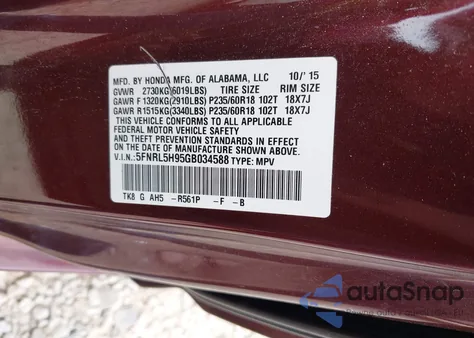 MFD. BY HONDA MFG. OF ALABAMA, LLC 10/'15
GVWR 2730KG(6019LBS) TIRE SIZE RIM SIZE
GAWR F 1320KG(2910LBS) P235/60R18 102T 18X7J
GAWR R1515KG(3340LBS) P235/60R18 102T 18X7J
THIS VEHICLE CONFORMS TO ALL APPLICABLE
FEDERAL MOTOR VEHICLE SAFETY AND
THEFT PREVENTION STANDARDS IN EFFECT ON THE
DATE OF MANUFACTURE SHOWN ABOVE.
V.I.N.: 5FNRL5H95GB034588 TYPE: MPV
TK8 G AH5 -R561P -F -B
autoSnap